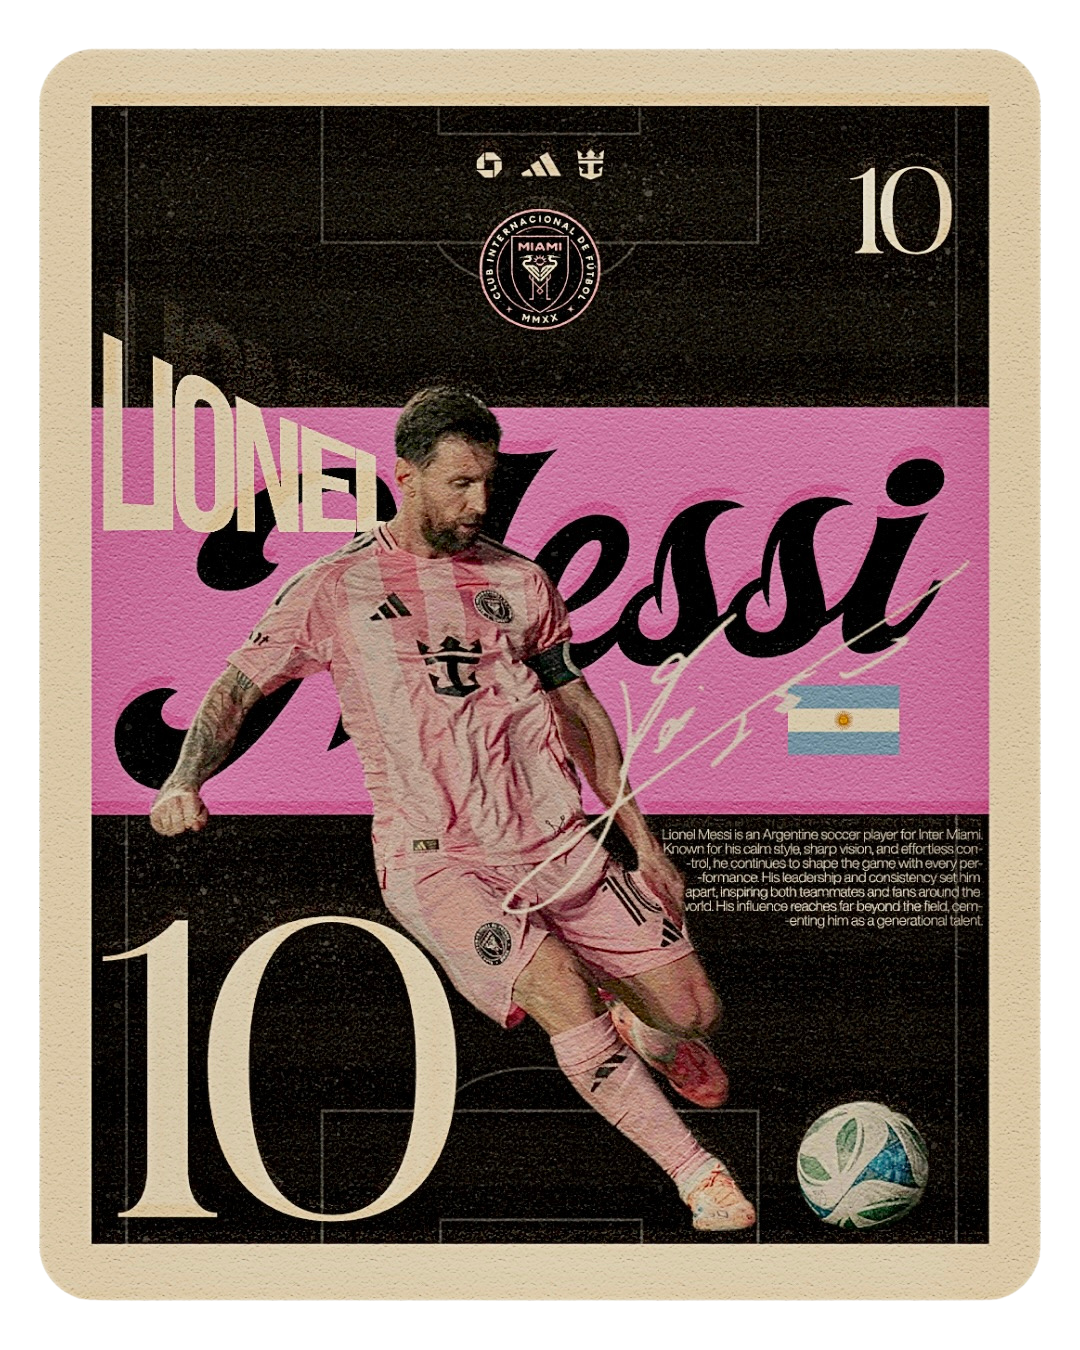 10
CLUB INTERNACIONAL DE FÚTBOL
MIAMI
MMXX
LIONEL
Messi
10
Lionel Messi is an Argentine soccer player for Inter Miami.
Known for his calm style, sharp vision, and effortless con-
-trol, he continues to shape the game with every per-
-formance. His leadership and consistency set him
apart, inspiring both teammates and fans around the
world. His influence reaches far beyond the field, cem-
-enting him as a generational talent.
10